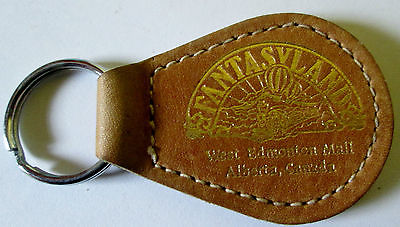 FANTASYLAND
West Edmonton Mall
Alberta, Canada